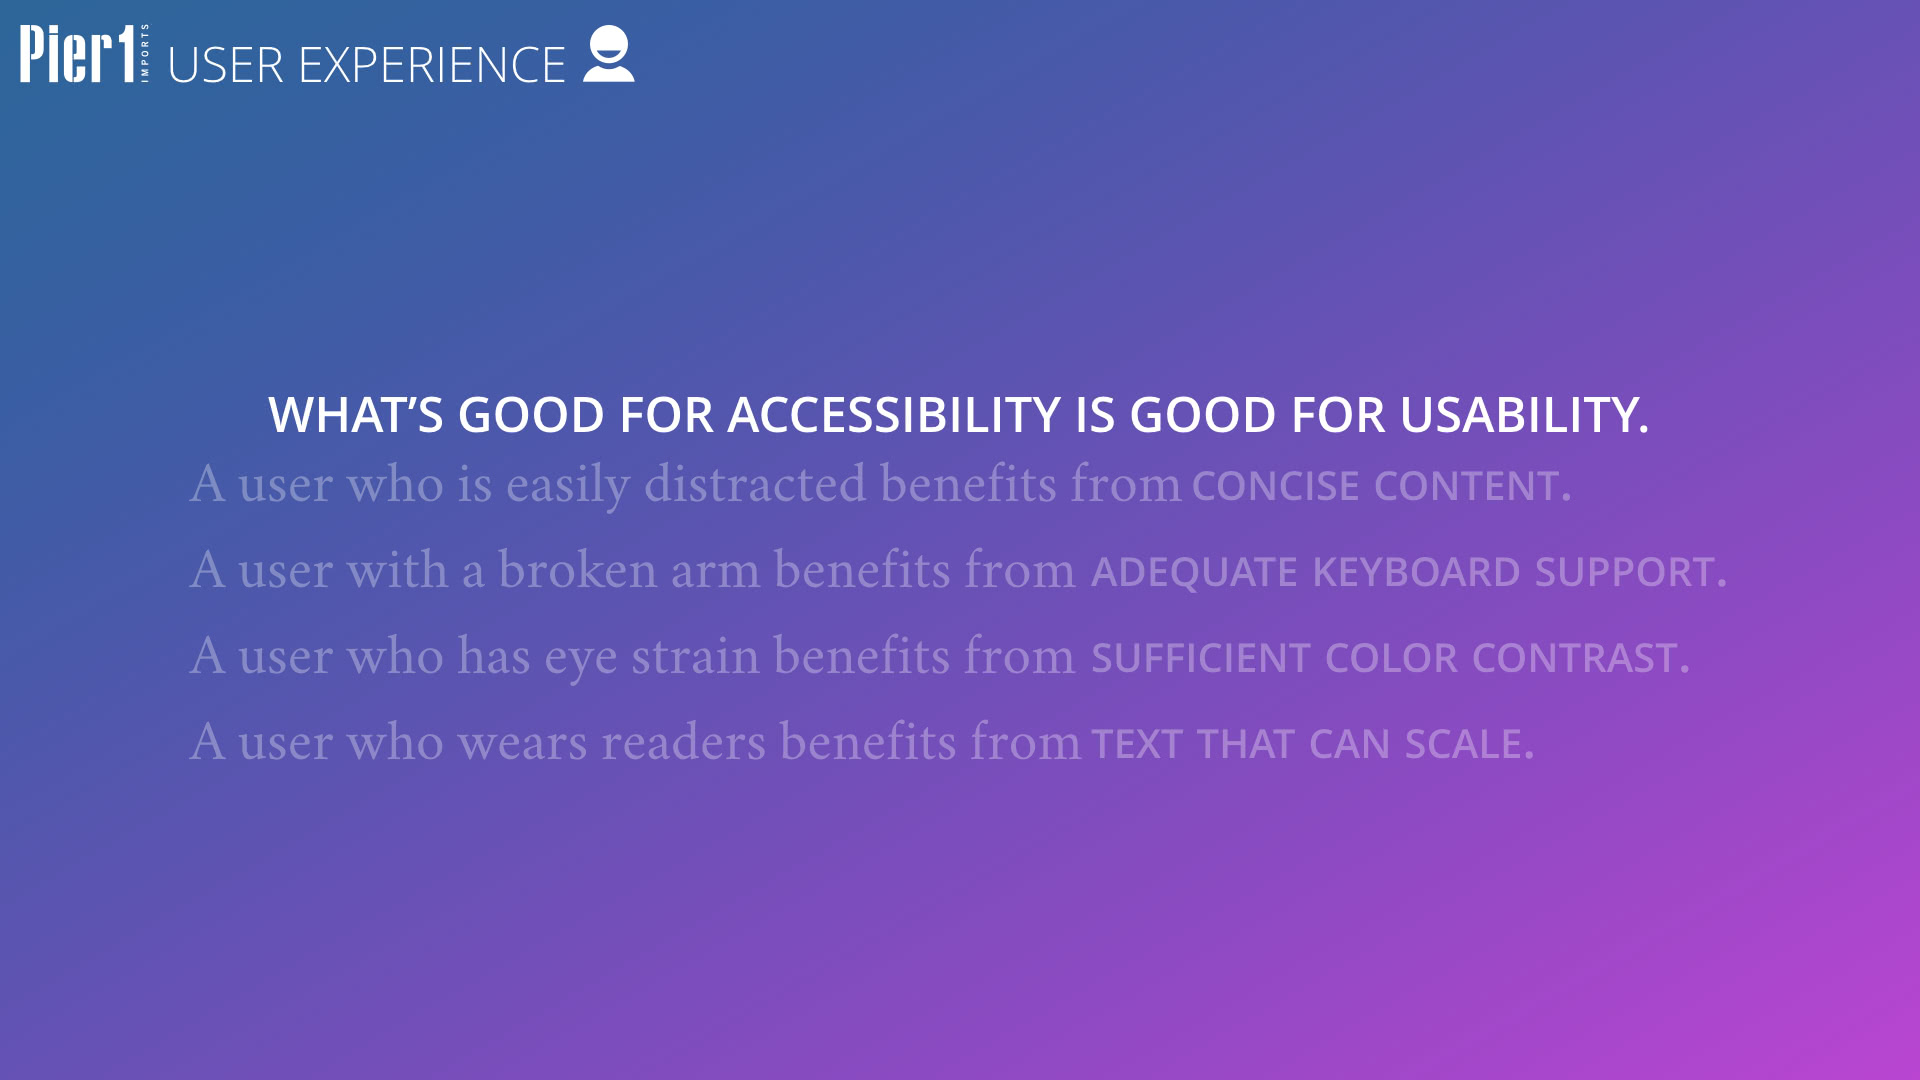 Pier1 IMPORTS USER EXPERIENCE
WHAT’S GOOD FOR ACCESSIBILITY IS GOOD FOR USABILITY.
A user who is easily distracted benefits from CONCISE CONTENT.
A user with a broken arm benefits from ADEQUATE KEYBOARD SUPPORT.
A user who has eye strain benefits from SUFFICIENT COLOR CONTRAST.
A user who wears readers benefits from TEXT THAT CAN SCALE.